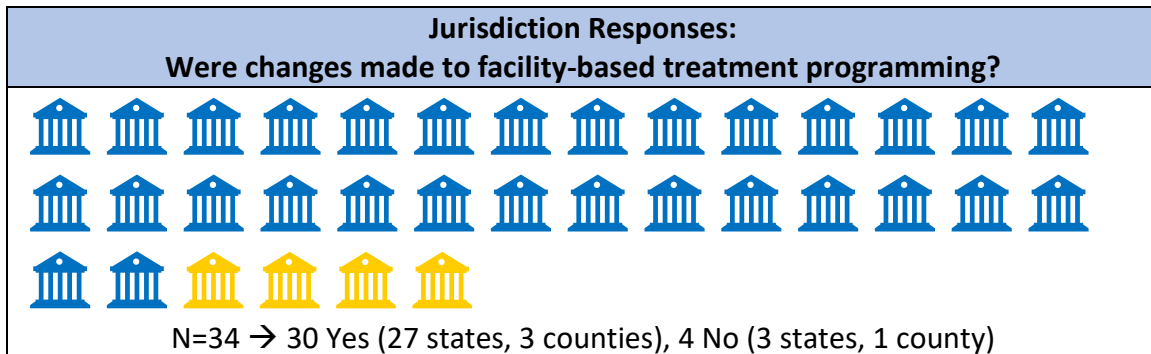 Jurisdiction Responses:
Were changes made to facility-based treatment programming?
N=34 → 30 Yes (27 states, 3 counties), 4 No (3 states, 1 county)